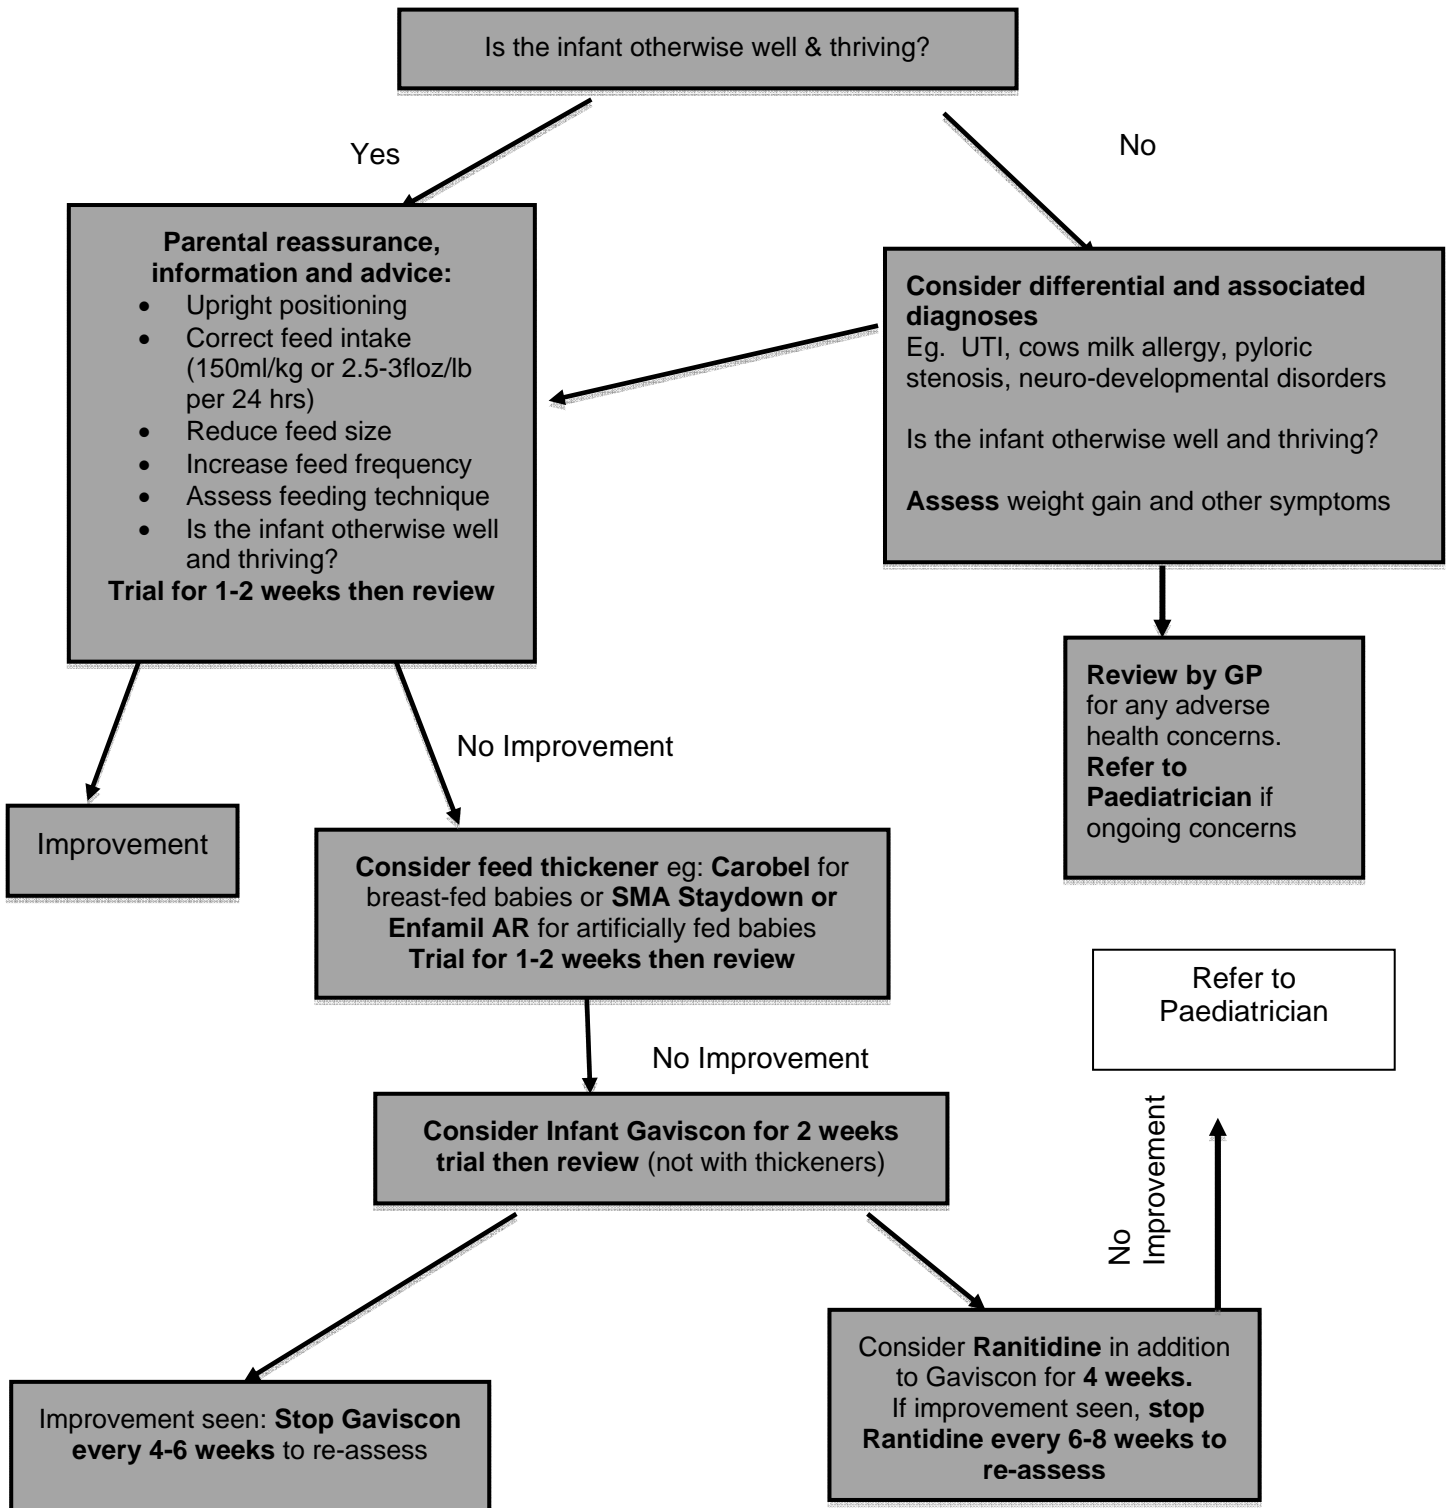 Is the infant otherwise well & thriving?
Yes
No
Parental reassurance,
information and advice:
• Upright positioning
• Correct feed intake
(150ml/kg or 2.5-3floz/lb
per 24 hrs)
• Reduce feed size
• Increase feed frequency
• Assess feeding technique
• Is the infant otherwise well
and thriving?
Trial for 1-2 weeks then review
Consider differential and associated
diagnoses
Eg. UTI, cows milk allergy, pyloric
stenosis, neuro-developmental disorders
Is the infant otherwise well and thriving?
Assess weight gain and other symptoms
Review by GP
for any adverse
health concerns.
Refer to
Paediatrician if
ongoing concerns
No Improvement
Improvement
Consider feed thickener eg: Carobel for
breast-fed babies or SMA Staydown or
Enfamil AR for artificially fed babies
Trial for 1-2 weeks then review
Refer to
Paediatrician
No Improvement
Consider Infant Gaviscon for 2 weeks
trial then review (not with thickeners)
No
Improvement
Improvement seen: Stop Gaviscon
every 4-6 weeks to re-assess
Consider Ranitidine in addition
to Gaviscon for 4 weeks.
If improvement seen, stop
Rantidine every 6-8 weeks to
re-assess